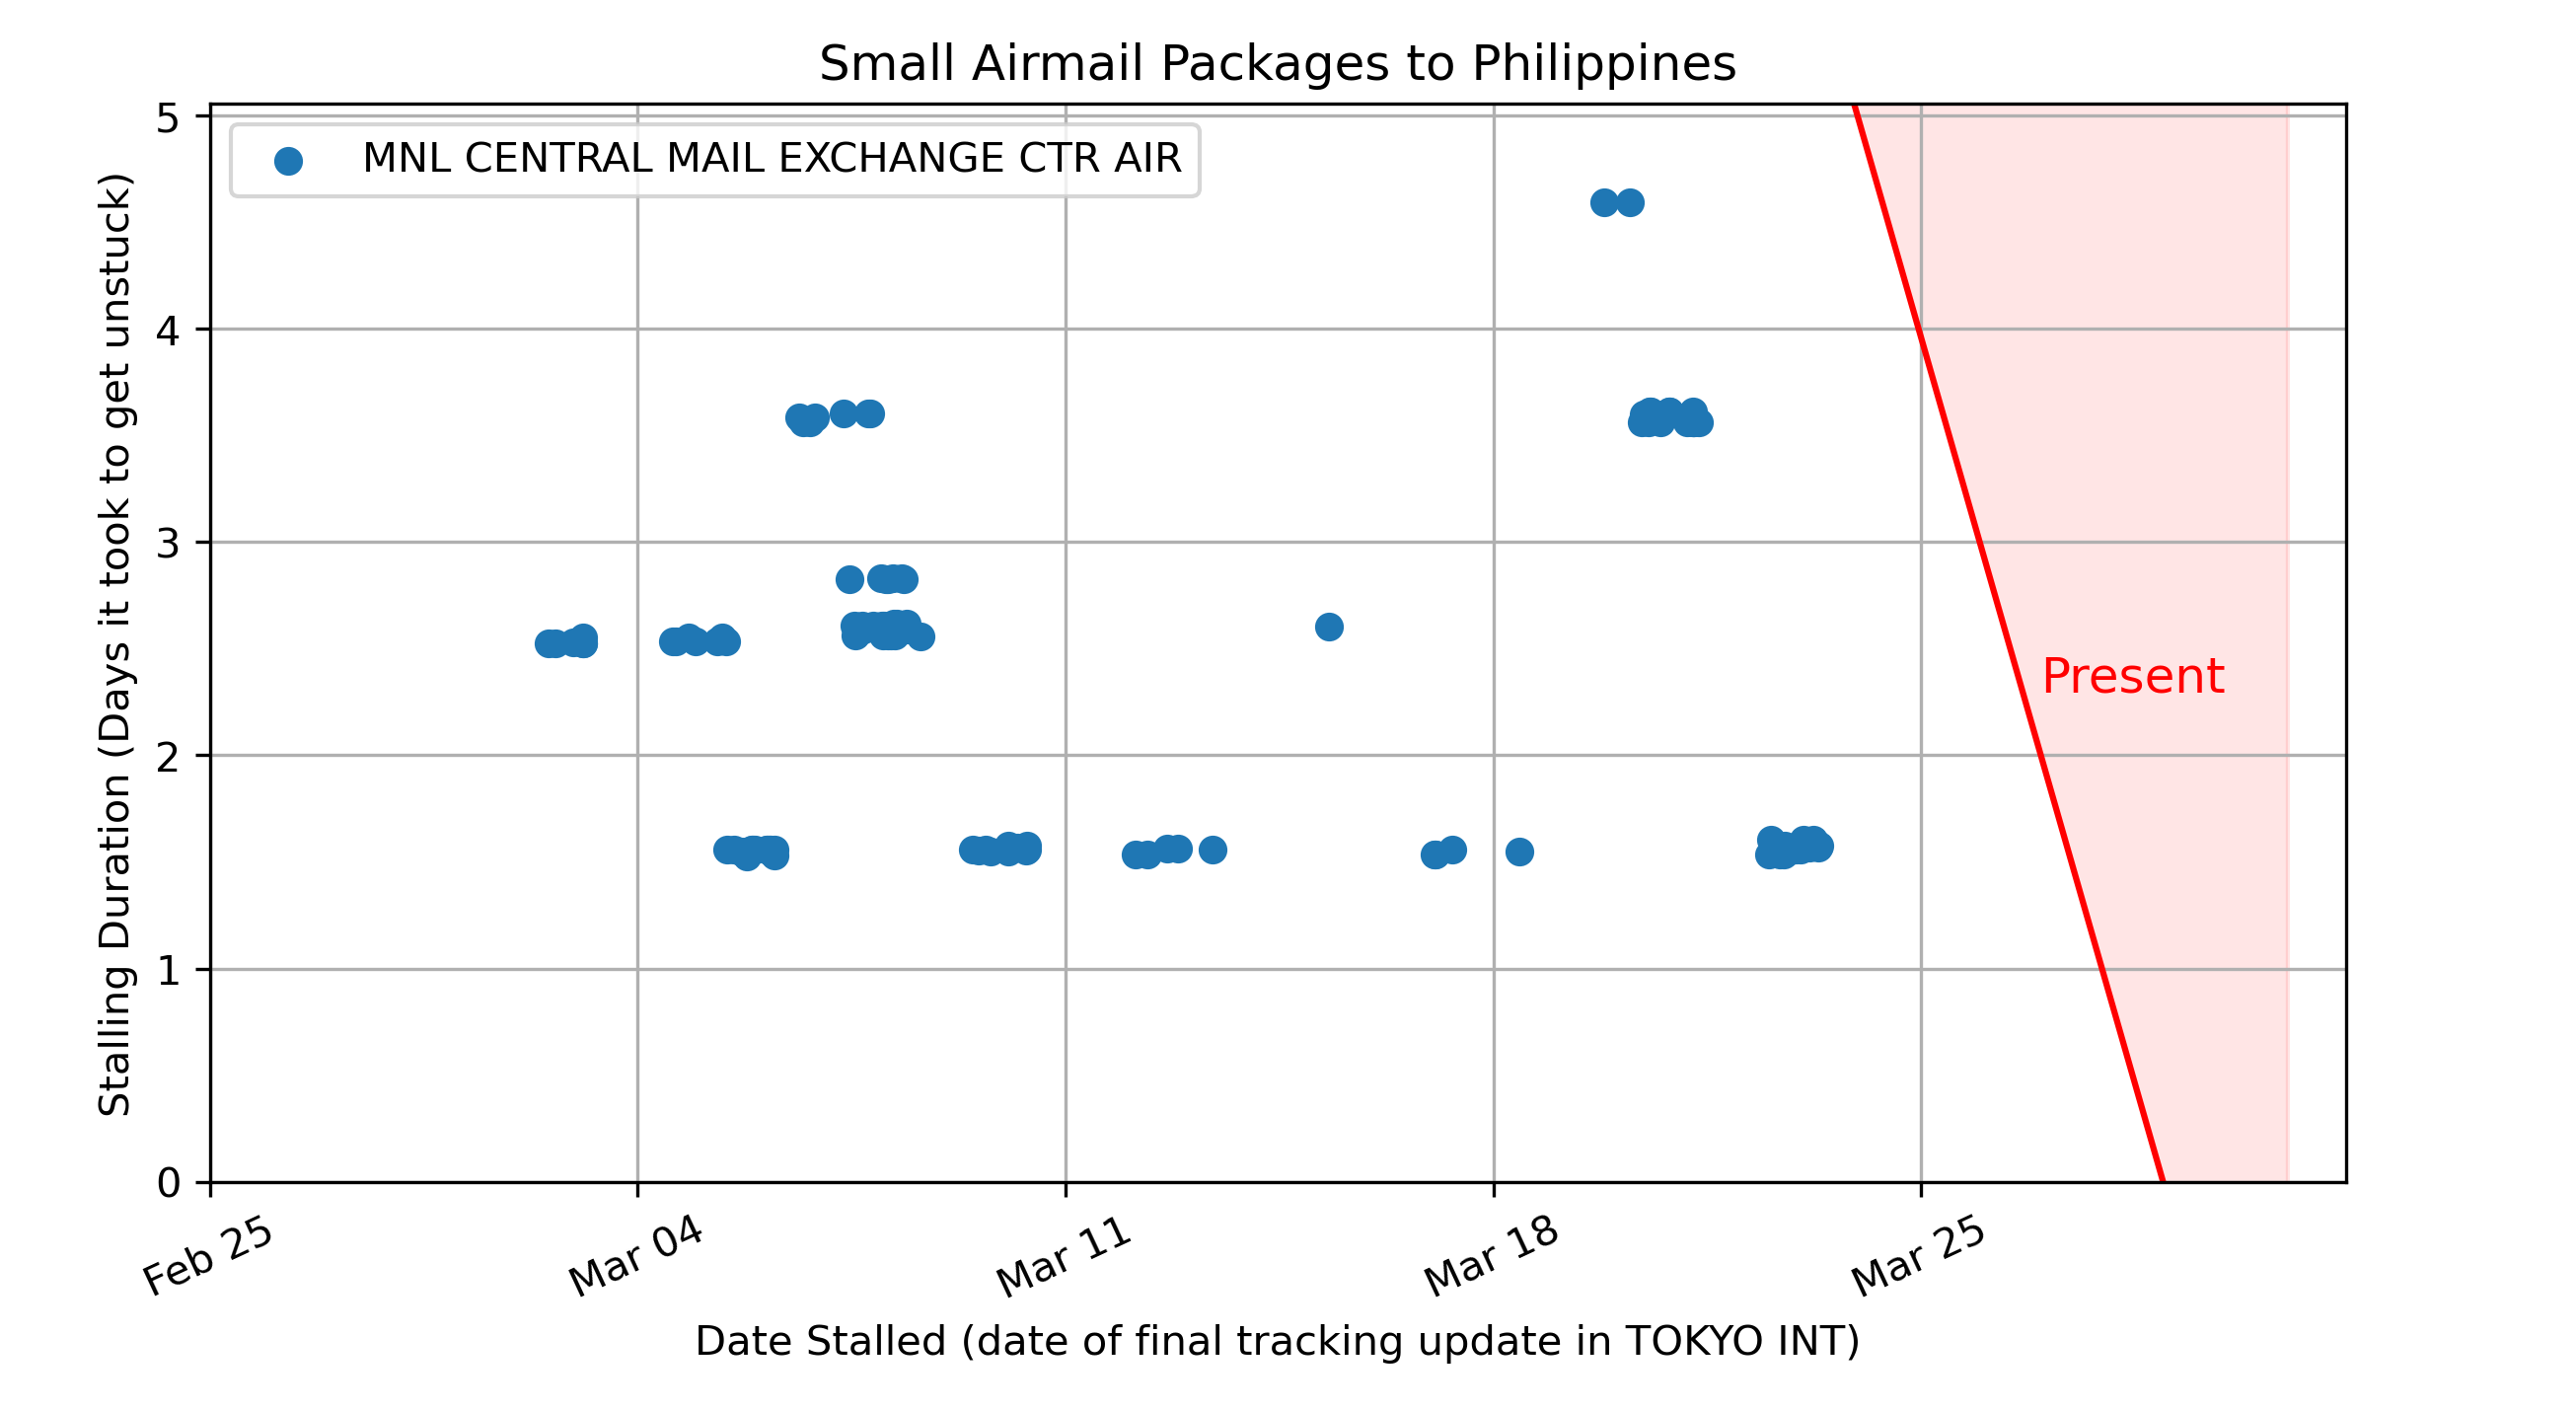 Small Airmail Packages to Philippines
MNL CENTRAL MAIL EXCHANGE CTR AIR
Stalling Duration (Days it took to get unstuck)
5
4
3
2
1
0
Present
Feb 25
Mar 04
Mar 11
Mar 18
Mar 25
Date Stalled (date of final tracking update in TOKYO INT)